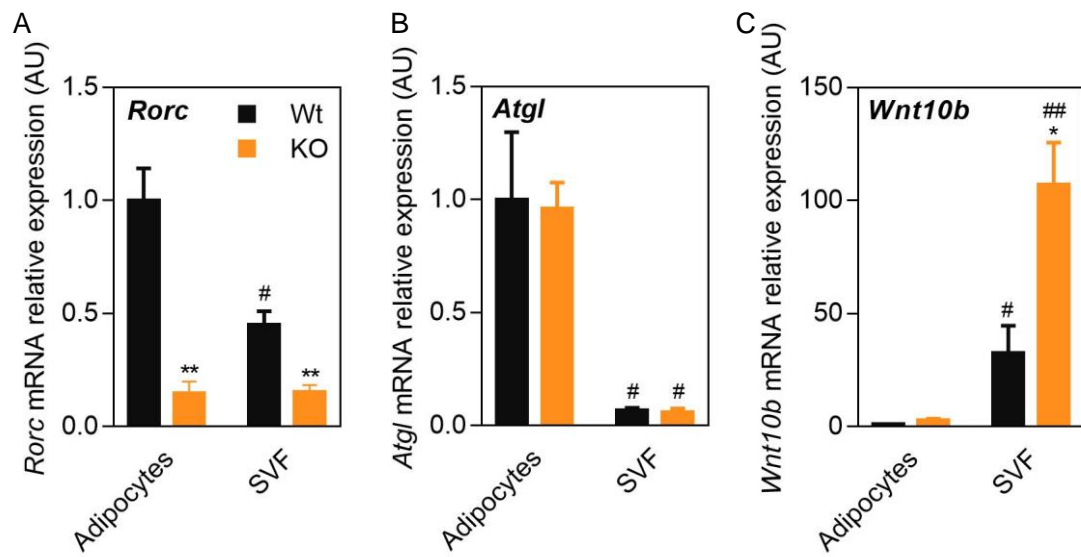 A
Rorc mRNA relative expression (AU)
1.5
1.0
0.5
0.0
Rorc
Wt
KO
**
#
**
Adipocytes
SVF
B
Atgl mRNA relative expression (AU)
1.5
1.0
0.5
0.0
Atgl
#
#
Adipocytes
SVF
C
Wnt10b mRNA relative expression (AU)
150
100
50
0
Wnt10b
#
##
*
Adipocytes
SVF